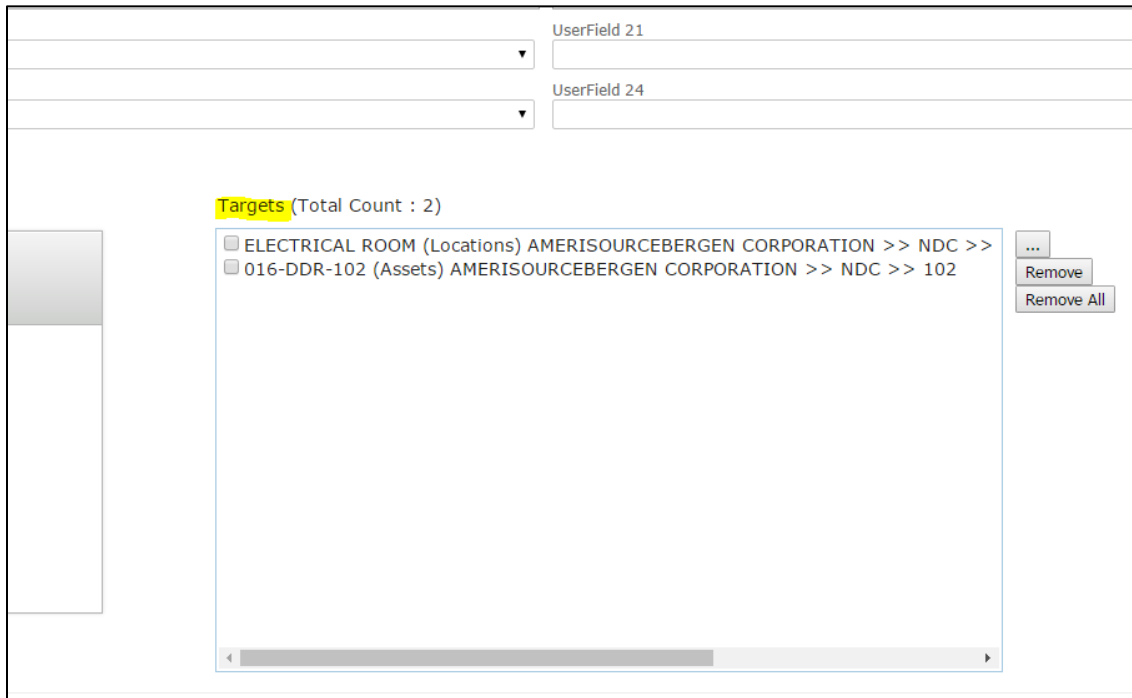 UserField 21
UserField 24
Targets (Total Count : 2)
ELECTRICAL ROOM (Locations) AMERISOURCEBERGEN CORPORATION >> NDC >>
016-DDR-102 (Assets) AMERISOURCEBERGEN CORPORATION >> NDC >> 102
...
Remove
Remove All